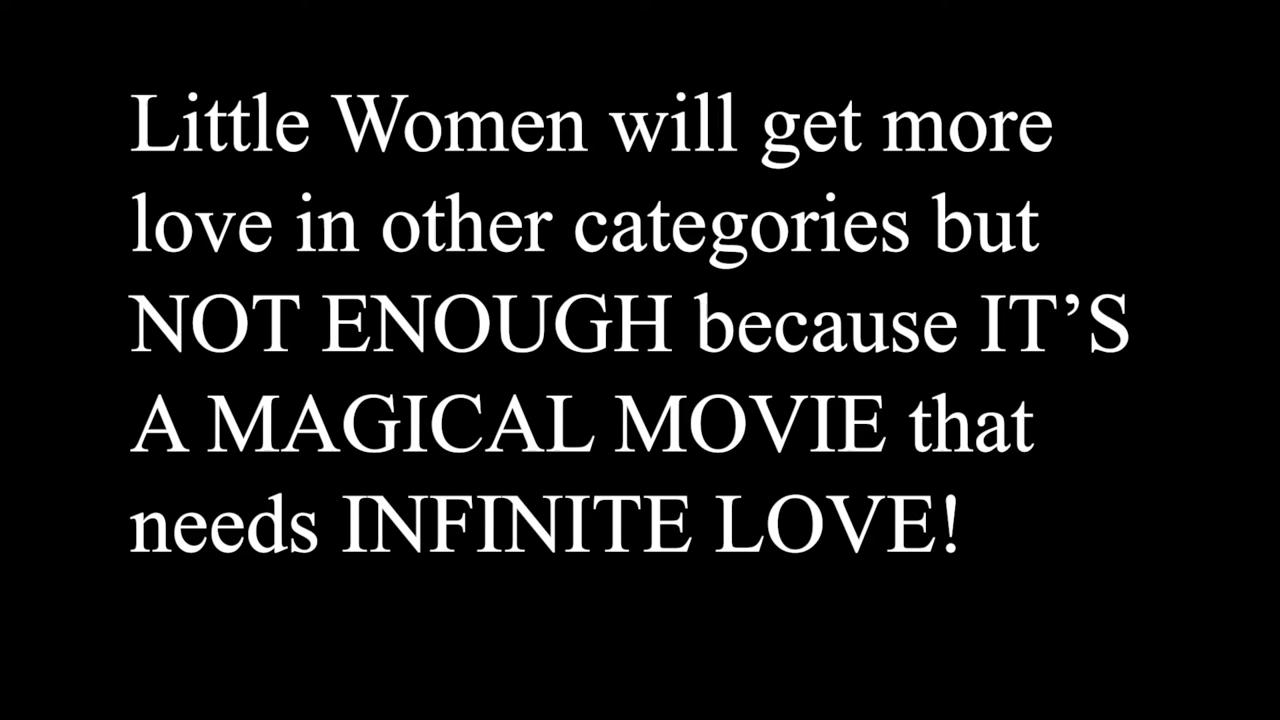 Little Women will get more
love in other categories but
NOT ENOUGH because IT’S
A MAGICAL MOVIE that
needs INFINITE LOVE!